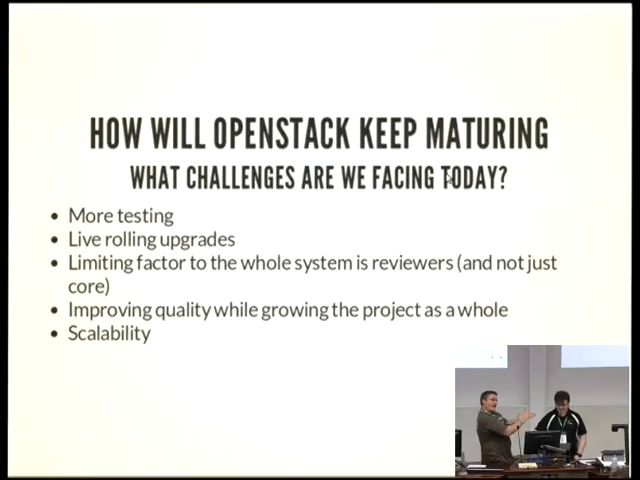 HOW WILL OPENSTACK KEEP MATURING
WHAT CHALLENGES ARE WE FACING TODAY?
• More testing
• Live rolling upgrades
• Limiting factor to the whole system is reviewers (and not just
core)
• Improving quality while growing the project as a whole
• Scalability